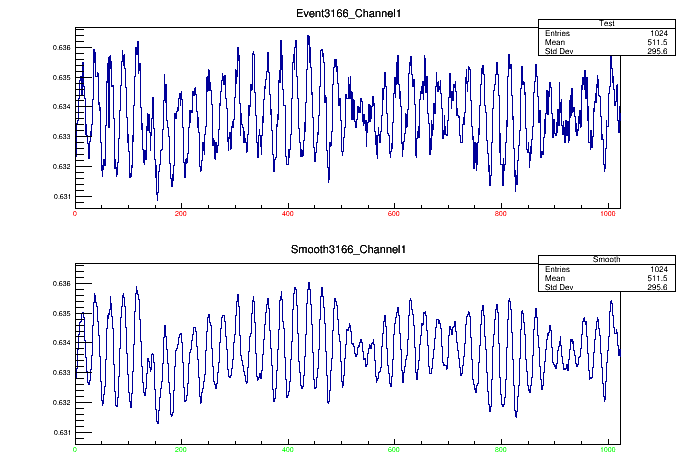 Event3166_Channel1
Test
Entries 1024
Mean 511.5
Std Dev 295.6
0.636
0.635
0.634
0.633
0.632
0.631
0 200 400 600 800 1000
Smooth3166_Channel1
Smooth
Entries 1024
Mean 511.5
Std Dev 295.6
0.636
0.635
0.634
0.633
0.632
0.631
0 200 400 600 800 1000